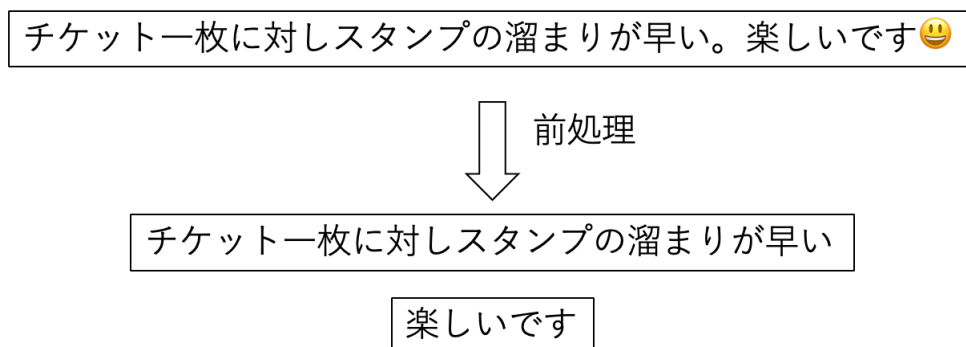 チケット一枚に対しスタンプの溜まりが早い。楽しいです😃
前処理
チケット一枚に対しスタンプの溜まりが早い
楽しいです